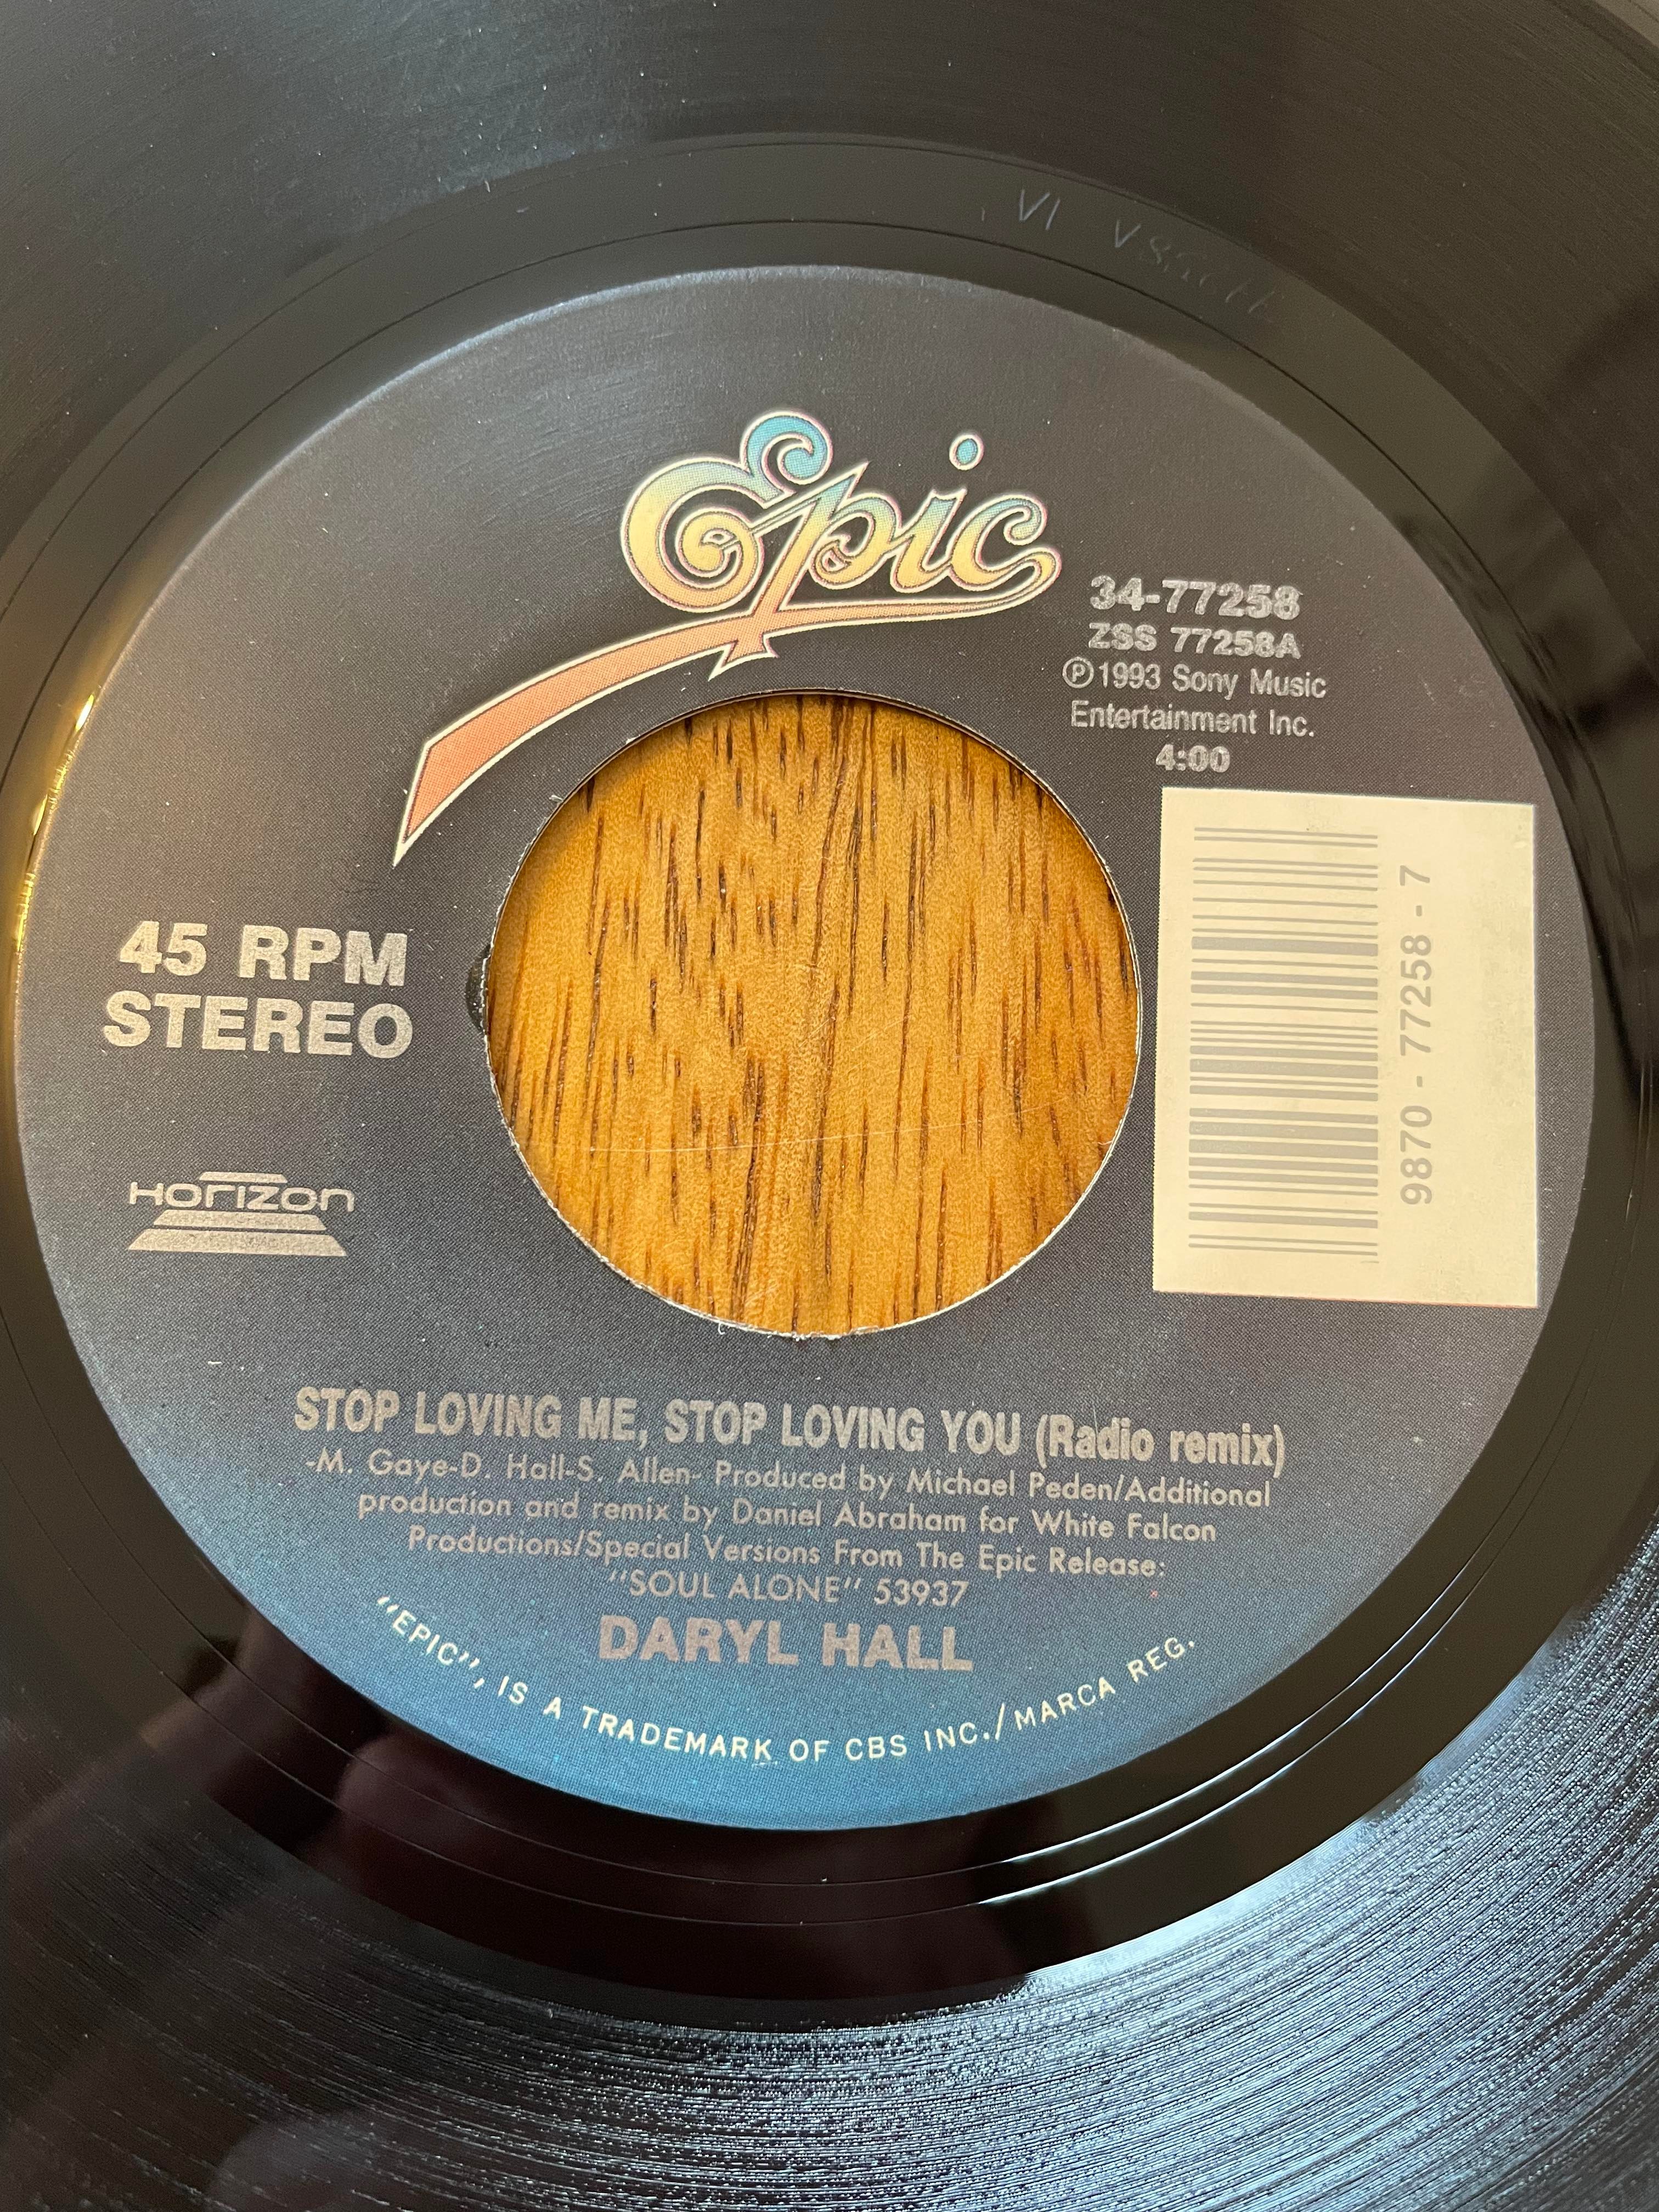 VI
Epic
34-77258
ZSS 77258A
Ⓟ1993 Sony Music
Entertainment Inc.
4:00
9870 - 77258 - 7
45 RPM
STEREO
HORIZON
STOP LOVING ME, STOP LOVING YOU (Radio remix)
-M. Gaye-D. Hall-S. Allen- Produced by Michael Peden/Additional
production and remix by Daniel Abraham for White Falcon
Productions/Special Versions From The Epic Release:
"SOUL ALONE" 53937
DARYL HALL
"EPIC", IS A TRADEMARK OF CBS INC./MARCA REG.